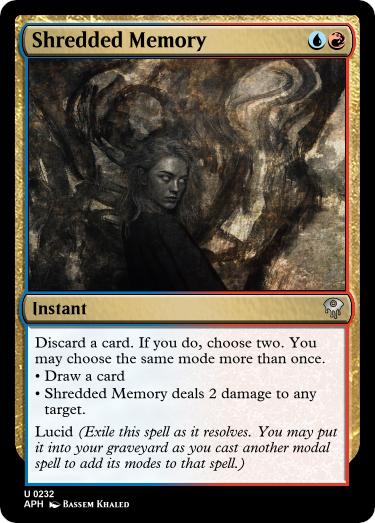 Shredded Memory
Instant
Discard a card. If you do, choose two. You
may choose the same mode more than once.
• Draw a card
• Shredded Memory deals 2 damage to any
target.
Lucid (Exile this spell as it resolves. You may put
it into your graveyard as you cast another modal
spell to add its modes to that spell.)
U 0232
APH Bassem Khaled